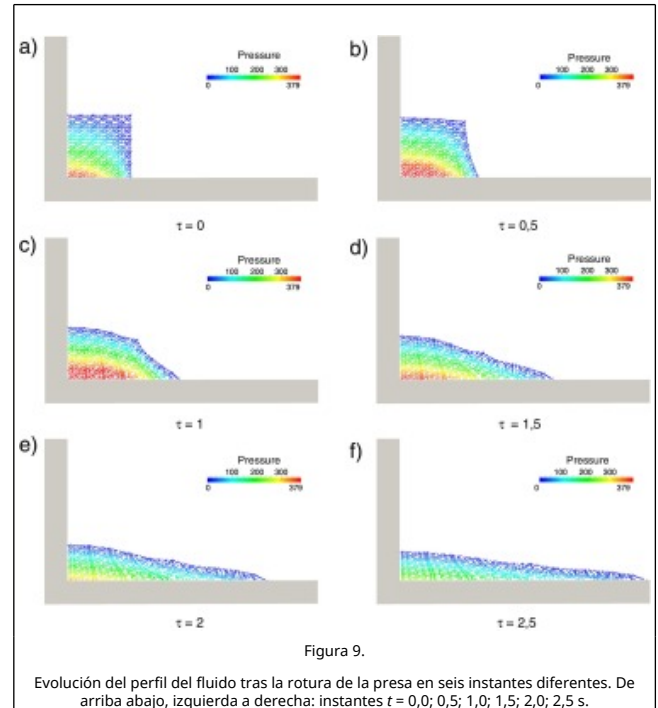 a)
Pressure
100 200 300
0 379
τ = 0
b)
Pressure
100 200 300
0 379
τ = 0,5
c)
Pressure
100 200 300
0 379
τ = 1
d)
Pressure
100 200 300
0 379
τ = 1,5
e)
Pressure
100 200 300
0 379
τ = 2
f)
Pressure
100 200 300
0 379
τ = 2,5
Figura 9.
Evolución del perfil del fluido tras la rotura de la presa en seis instantes diferentes. De
arriba abajo, izquierda a derecha: instantes t = 0,0; 0,5; 1,0; 1,5; 2,0; 2,5 s.